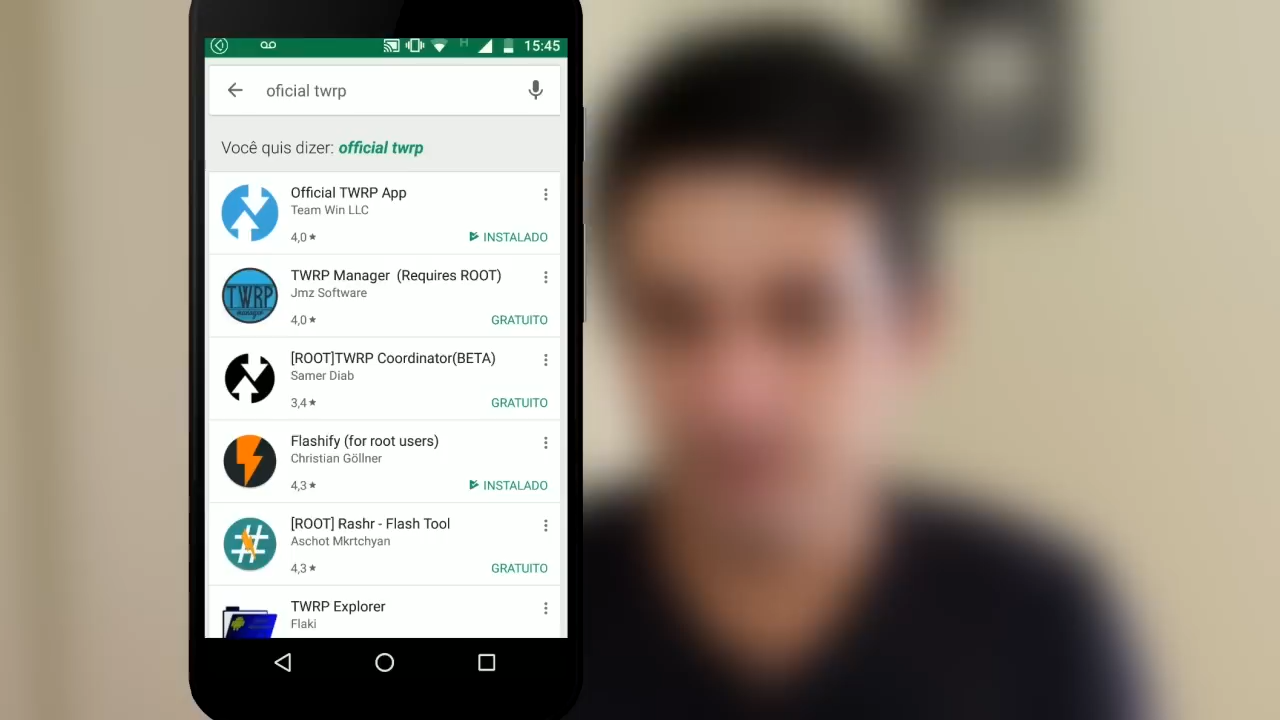 H 15:45
oficial twrp
Você quis dizer: official twrp
Official TWRP App
Team Win LLC
4,0★ INSTALADO
TWRP manager
TWRP Manager (Requires ROOT)
Jmz Software
4,0★ GRATUITO
[ROOT]TWRP Coordinator(BETA)
Samer Diab
3,4★ GRATUITO
Flashify (for root users)
Christian Göllner
4,3★ INSTALADO
[ROOT] Rashr - Flash Tool
Aschot Mkrtchyan
4,3★ GRATUITO
TWRP Explorer
Flaki